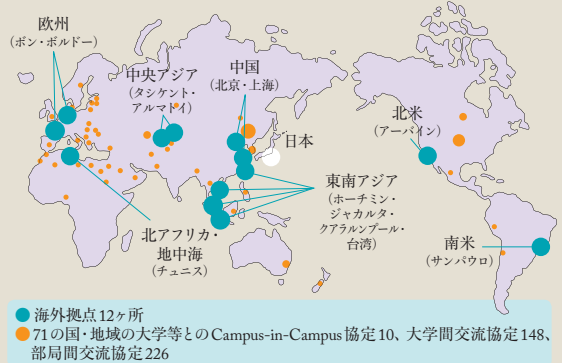 欧州
(ボン・ボルドー)
中央アジア
(タシケント・
アルマトイ)
中国
(北京・上海)
日本
北米
(アーバイン)
東南アジア
(ホーチミン・
ジャカルタ・
クアラルンプール・
台湾)
北アフリカ・
地中海
(チュニス)
南米
(サンパウロ)
海外拠点12ヶ所
71の国・地域の大学等とのCampus-in-Campus協定10、大学間交流協定148、
部局間交流協定226